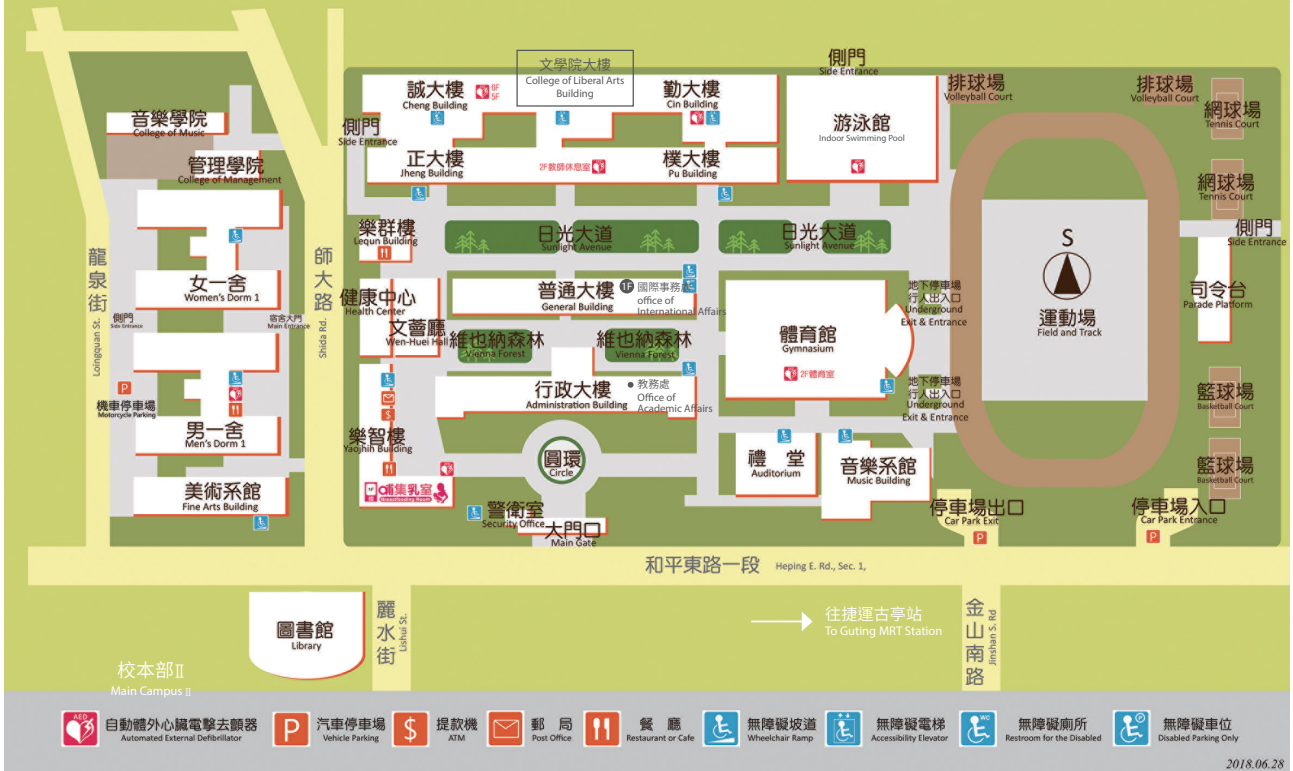 文學院大樓
College of Liberal Arts
Building
側門
Side Entrance
誠大樓
Cheng Building
6F
5F
勤大樓
Cin Building
排球場
Volleyball Court
排球場
Volleyball Court
網球場
Tennis Court
音樂學院
College of Music
側門
Side Entrance
游泳館
Indoor Swimming Pool
管理學院
College of Management
正大樓
Jheng Building
2F教師休息室
樸大樓
Pu Building
網球場
Tennis Court
樂群樓
Lequn Building
日光大道
Sunlight Avenue
日光大道
Sunlight Avenue
側門
Side Entrance
S
龍泉街
Loingquan St.
師大路
Shida Rd.
女一舍
Women's Dorm 1
健康中心
Health Center
普通大樓
General Building
1F 國際事務處
office of
International Affairs
地下停車場
行人出入口
Underground
Exit & Entrance
司令台
Parade Platform
側門
Side Entrance
宿舍大門
Main Entrance
文薈廳
Wen-Huei Hall
維也納森林
Vienna Forest
維也納森林
Vienna Forest
體育館
Gymnasium
2F體育室
運動場
Field and Track
機車停車場
Motorcycle Parking
行政大樓
Administration Building
教務處
Office of
Academic Affairs
地下停車場
行人出入口
Underground
Exit & Entrance
籃球場
Basketball Court
男一舍
Men's Dorm 1
樂智樓
Yaojhih Building
圓環
Circle
禮堂
Auditorium
音樂系館
Music Building
籃球場
Basketball Court
美術系館
Fine Arts Building
哺集乳室
Breastfeeding Room
警衛室
Security Office
大門口
Main Gate
停車場出口
Car Park Exit
P
停車場入口
Car Park Entrance
P
和平東路一段 Heping E. Rd., Sec. 1,
圖書館
Library
麗水街
Lishui St.
往捷運古亭站
To Guting MRT Station
金山南路
Jinshan S. Rd
校本部II
Main Campus II
AED
自動體外心臟電擊去顫器
Automated External Defibrillator
P
汽車停車場
Vehicle Parking
$
提款機
ATM
郵局
Post Office
餐廳
Restaurant or Cafe
無障礙坡道
Wheelchair Ramp
無障礙電梯
Accessibility Elevator
WC
無障礙廁所
Restroom for the Disabled
P
無障礙車位
Disabled Parking Only
2018.06.28